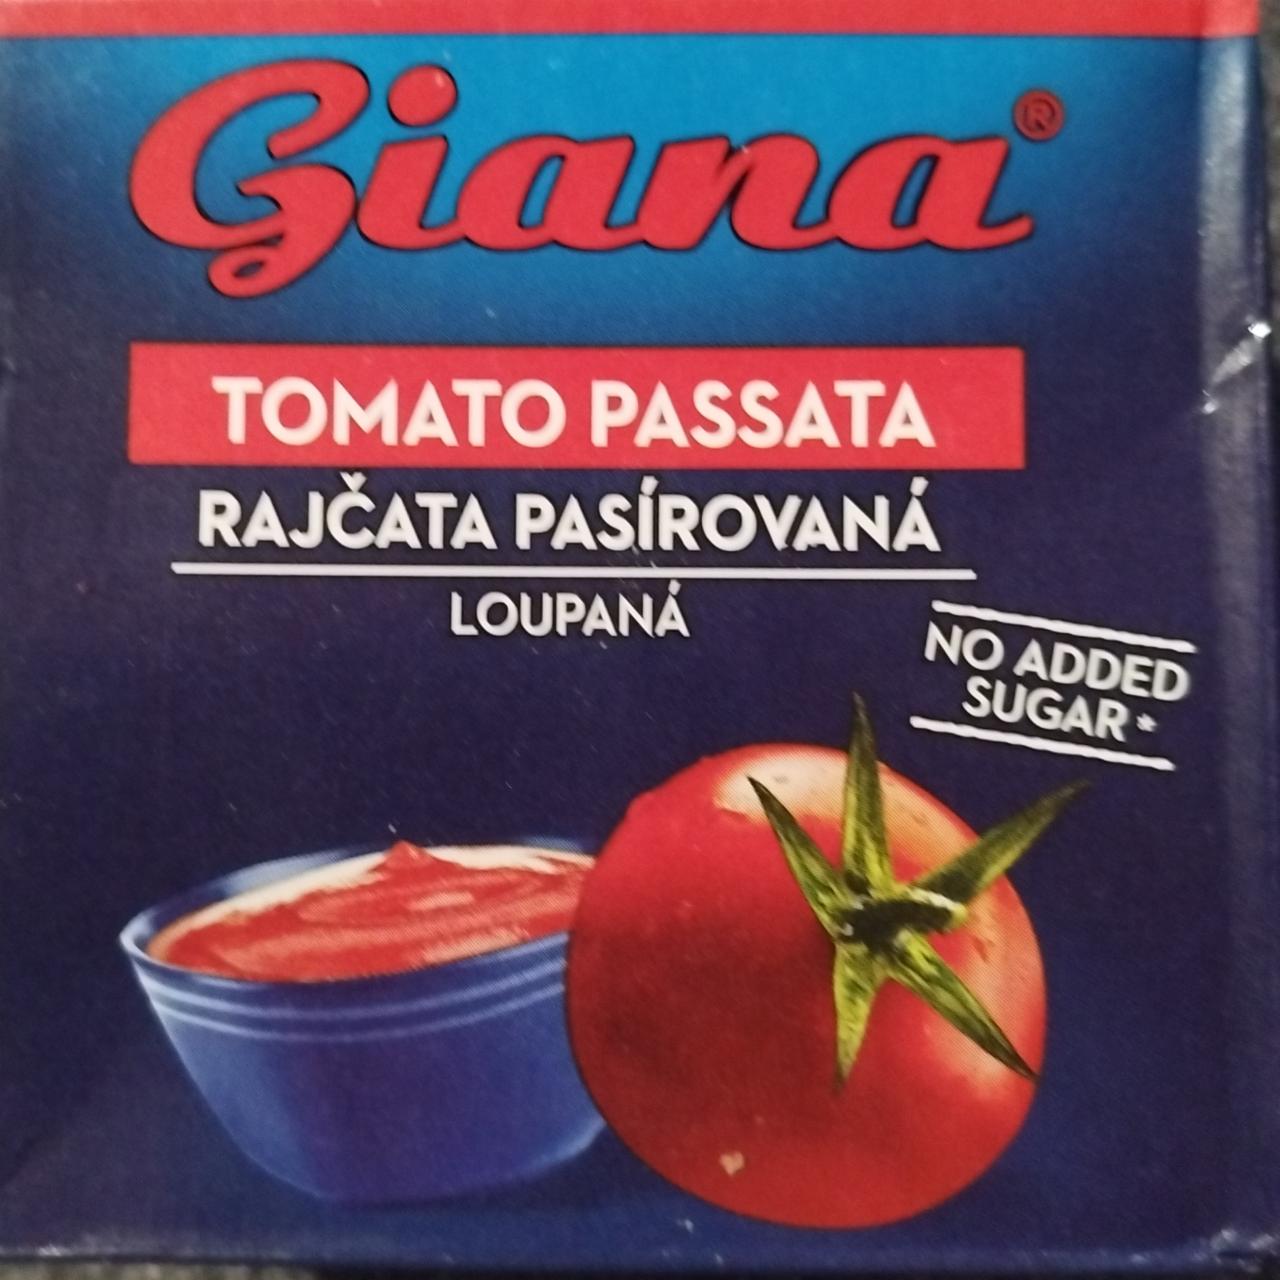 Giana®
TOMATO PASSATA
RAJČATA PASÍROVANÁ
LOUPANÁ
NO ADDED
SUGAR*